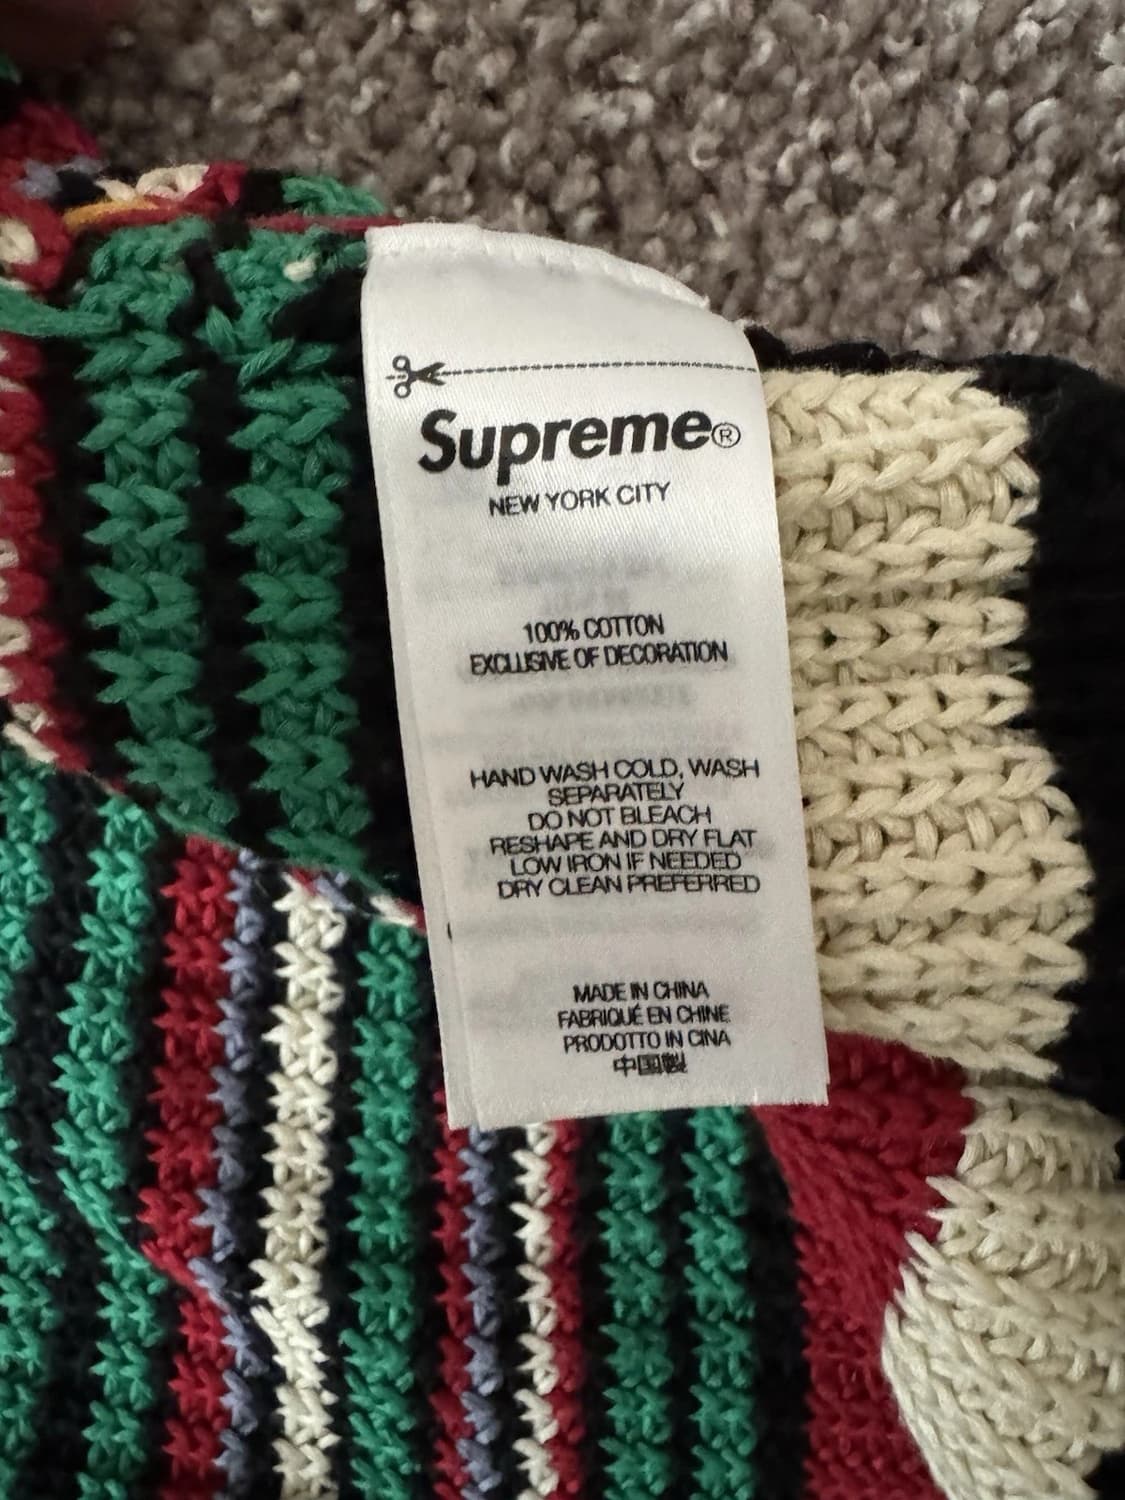 Supreme®
NEW YORK CITY
100% COTTON
EXCLUSIVE OF DECORATION
HAND WASH COLD, WASH
SEPARATELY
DO NOT BLEACH
RESHAPE AND DRY FLAT
LOW IRON IF NEEDED
DRY CLEAN PREFERRED
MADE IN CHINA
FABRIQUÉ EN CHINE
PRODOTTO IN CINA
中国製